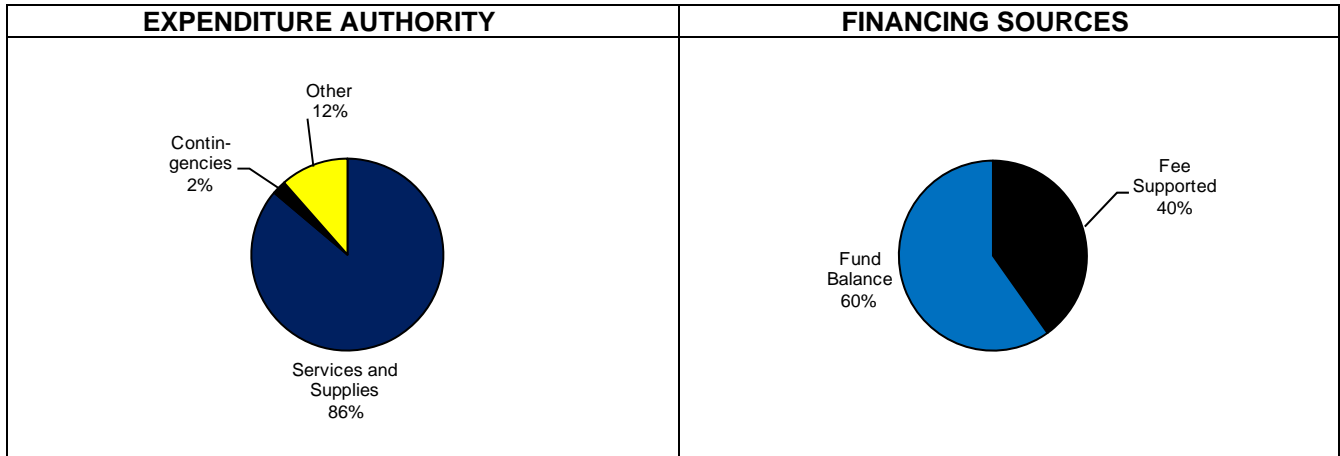 EXPENDITURE AUTHORITY
Other
12%
Contin-
gencies
2%
Services and
Supplies
86%
FINANCING SOURCES
Fee
Supported
40%
Fund
Balance
60%